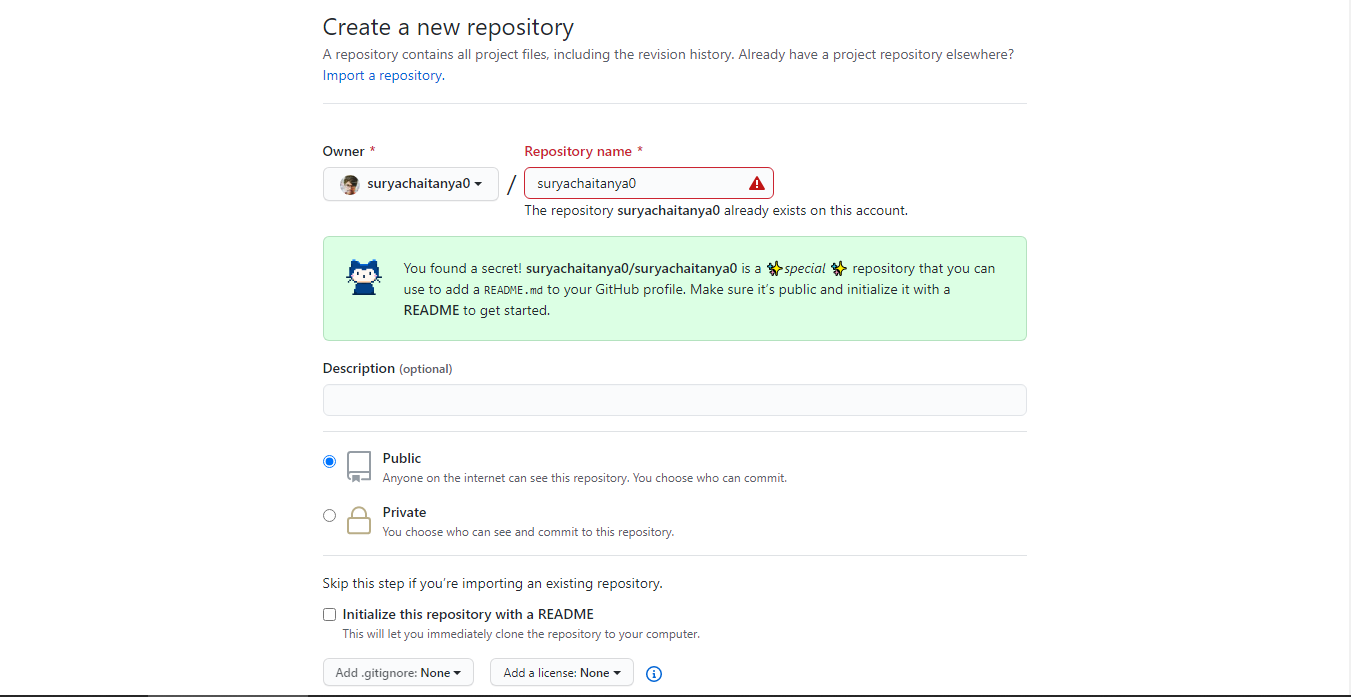 Create a new repository
A repository contains all project files, including the revision history. Already have a project repository elsewhere?
Import a repository.
Owner * Repository name *
suryachaitanya0 / suryachaitanya0
The repository suryachaitanya0 already exists on this account.
You found a secret! suryachaitanya0/suryachaitanya0 is a ✨special ✨ repository that you can
use to add a README.md to your GitHub profile. Make sure it’s public and initialize it with a
README to get started.
Description (optional)
Public
Anyone on the internet can see this repository. You choose who can commit.
Private
You choose who can see and commit to this repository.
Skip this step if you’re importing an existing repository.
Initialize this repository with a README
This will let you immediately clone the repository to your computer.
Add .gitignore: None Add a license: None